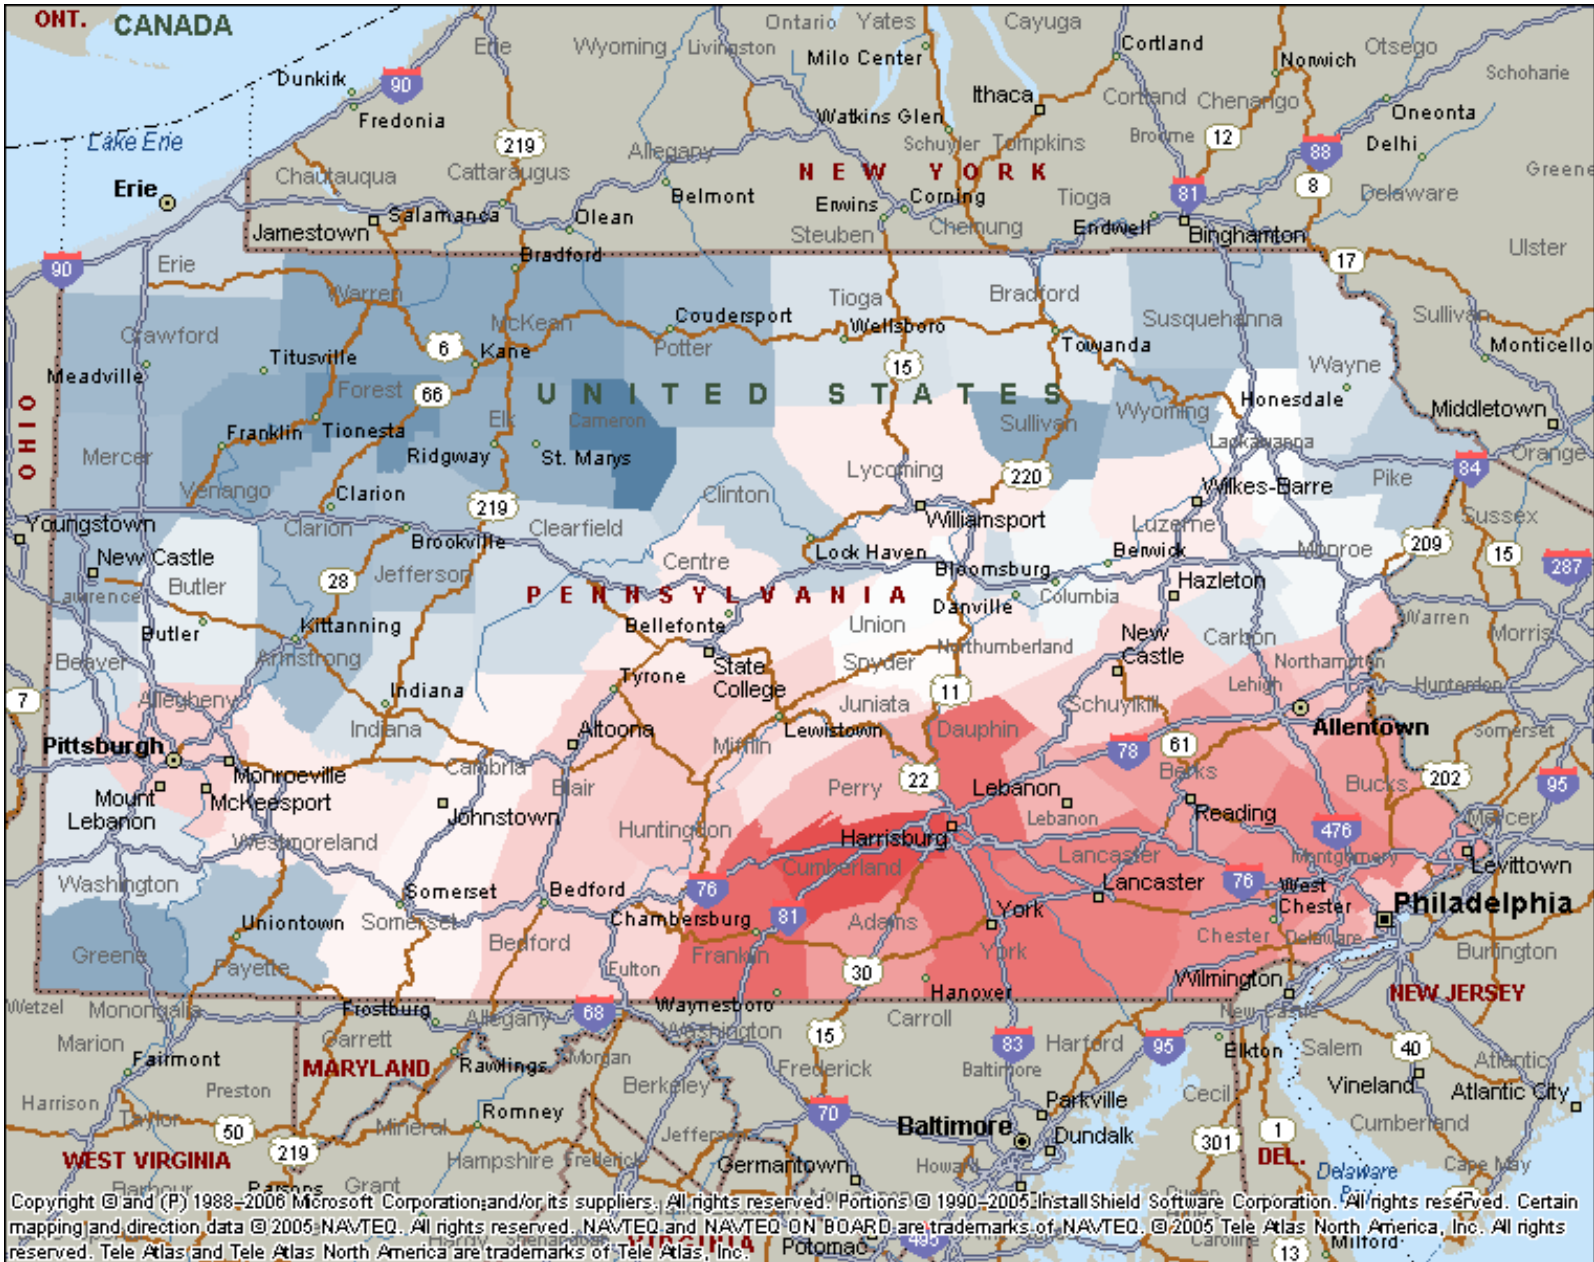 ONT.
CANADA
Erie
Wyoming
Livingston
Ontario
Yates
Cayuga
Cortland
Otsego
Milo Center
Norwich
Schoharie
Dunkirk
90
Ithaca
Cortland
Chenango
Oneonta
Fredonia
Watkins Glen
Schuyler
Tompkins
Broome
12
88
Delhi
Lake Erie
219
Allegany
Chautauqua
Cattaraugus
NEW YORK
Greene
Erie
Belmont
Tioga
81
8
Delaware
Salamanca
Olean
Erwins
Corning
Jamestown
Steuben
Chemung
Endwell
Binghamton
Ulster
90
Erie
Bradford
17
Warren
Tioga
Bradford
Crawford
McKean
Coudersport
Wellsboro
Susquehanna
Sullivan
Titusville
6
Kane
Potter
Towanda
Wayne
Monticello
Meadville
15
Forest
66
UNITED STATES
Honesdale
Middletown
OHIO
Franklin
Tionesta
Elk
Cameron
Sullivan
Wyoming
Lackawanna
Mercer
Ridgway
St. Marys
Lycoming
84
Orange
Venango
Clarion
219
Clinton
220
Wilkes-Barre
Pike
Youngstown
Clarion
Clearfield
Williamsport
Luzerne
Sussex
Brookville
Lock Haven
Berwick
Monroe
209
15
New Castle
Centre
Bloomsburg
287
Butler
28
Jefferson
Hazleton
Lawrence
PENNSYLVANIA
Danville
Columbia
Warren
Butler
Kittanning
Bellefonte
Union
New
Castle
Carbon
Morris
Beaver
Armstrong
State
College
Snyder
Northumberland
Northampton
Allegheny
Indiana
Tyrone
11
Lehigh
Hunterdon
7
Indiana
Juniata
Schuylkill
Pittsburgh
Altoona
Mifflin
Lewistown
Dauphin
78
61
Allentown
Somerset
Monroeville
Cambria
Blair
22
Berks
202
95
Mount
Lebanon
McKeesport
Johnstown
Perry
Lebanon
Bucks
Westmoreland
Huntingdon
Harrisburg
Lebanon
Reading
476
Mercer
Washington
Cumberland
Lancaster
Montgomery
Levittown
Somerset
Bedford
76
Lancaster
76
West
Chester
Philadelphia
Uniontown
Somerset
Chambersburg
81
Adams
York
Greene
Bedford
Franklin
York
Chester
Delaware
Burlington
Payette
Fulton
30
Hanover
Wilmington
NEW JERSEY
Wetzel
Monongalia
Frostburg
Allegany
68
Waynesboro
Washington
Carroll
New Castle
Marion
Garrett
15
83
Harford
95
Elkton
Salem
40
Atlantic
Fairmont
MARYLAND
Rawlings
Morgan
Frederick
Baltimore
Preston
Berkeley
Cecil
Vineland
Atlantic City
Harrison
Taylor
Romney
70
Parkville
Cumberland
50
Mineral
Jefferson
Baltimore
Dundalk
301
1
WEST VIRGINIA
219
Hampshire
Frederick
Germantown
Howard
DEL.
Delaware
Cape May
Barbour
Parsons
Grant
Copyright © and (P) 1988–2006 Microsoft Corporation and/or its suppliers. All rights reserved. Portions © 1990–2005 InstallShield Software Corporation. All rights reserved. Certain
mapping and direction data © 2005 NAVTEQ. All rights reserved. NAVTEQ and NAVTEQ ON BOARD are trademarks of NAVTEQ. © 2005 Tele Atlas North America, Inc. All rights
reserved. Tele Atlas and Tele Atlas North America are trademarks of Tele Atlas, Inc.
VIRGINIA
Potomac
495
Caroline
13
Milford